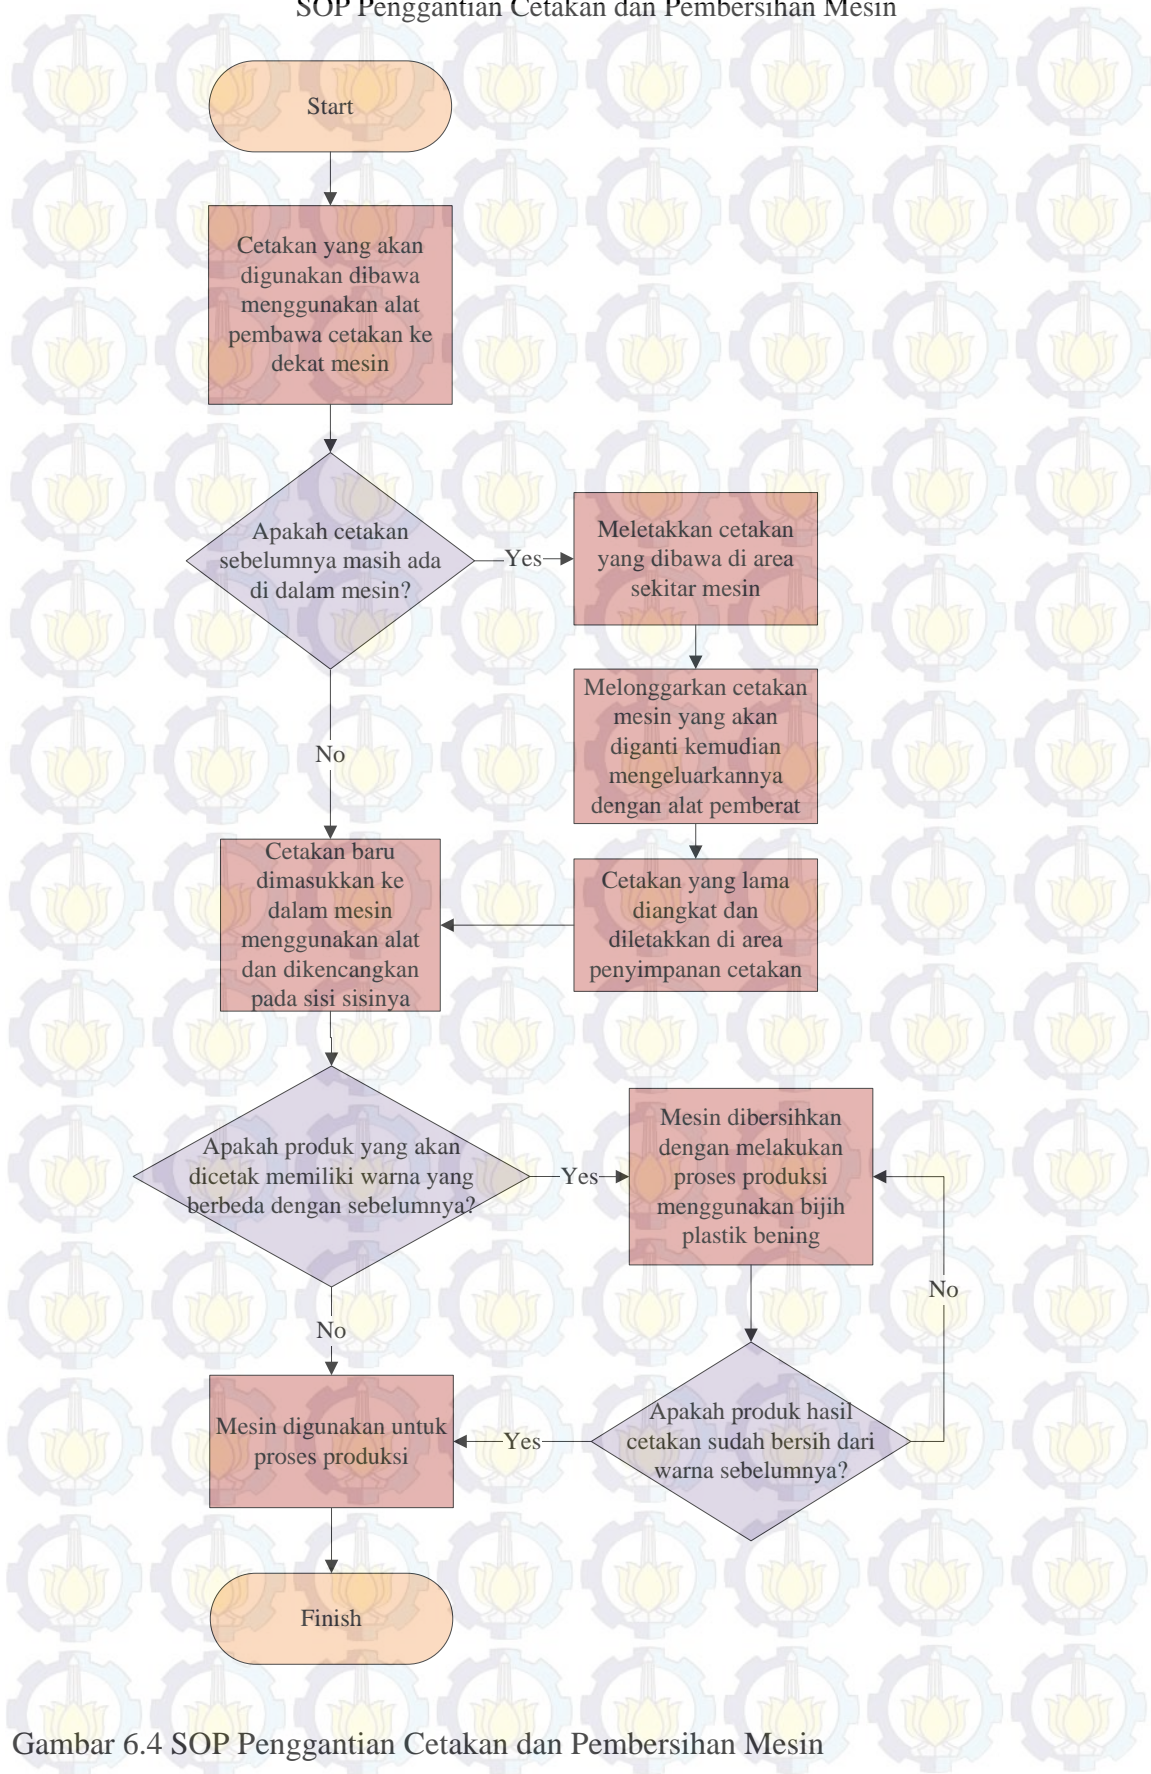 SOP Penggantian Cetakan dan Pembersihan Mesin
Start
Cetakan yang akan
digunakan dibawa
menggunakan alat
pembawa cetakan ke
dekat mesin
Apakah cetakan
sebelumnya masih ada
di dalam mesin?
Yes
Meletakkan cetakan
yang dibawa di area
sekitar mesin
Melonggarkan cetakan
mesin yang akan
diganti kemudian
mengeluarkannya
dengan alat pemberat
No
Cetakan yang lama
diangkat dan
diletakkan di area
penyimpanan cetakan
Cetakan baru
dimasukkan ke
dalam mesin
menggunakan alat
dan dikencangkan
pada sisi sisinya
Apakah produk yang akan
dicetak memiliki warna yang
berbeda dengan sebelumnya?
Yes
Mesin dibersihkan
dengan melakukan
proses produksi
menggunakan bijih
plastik bening
No
No
Apakah produk hasil
cetakan sudah bersih dari
warna sebelumnya?
Yes
Mesin digunakan untuk
proses produksi
Finish
Gambar 6.4 SOP Penggantian Cetakan dan Pembersihan Mesin